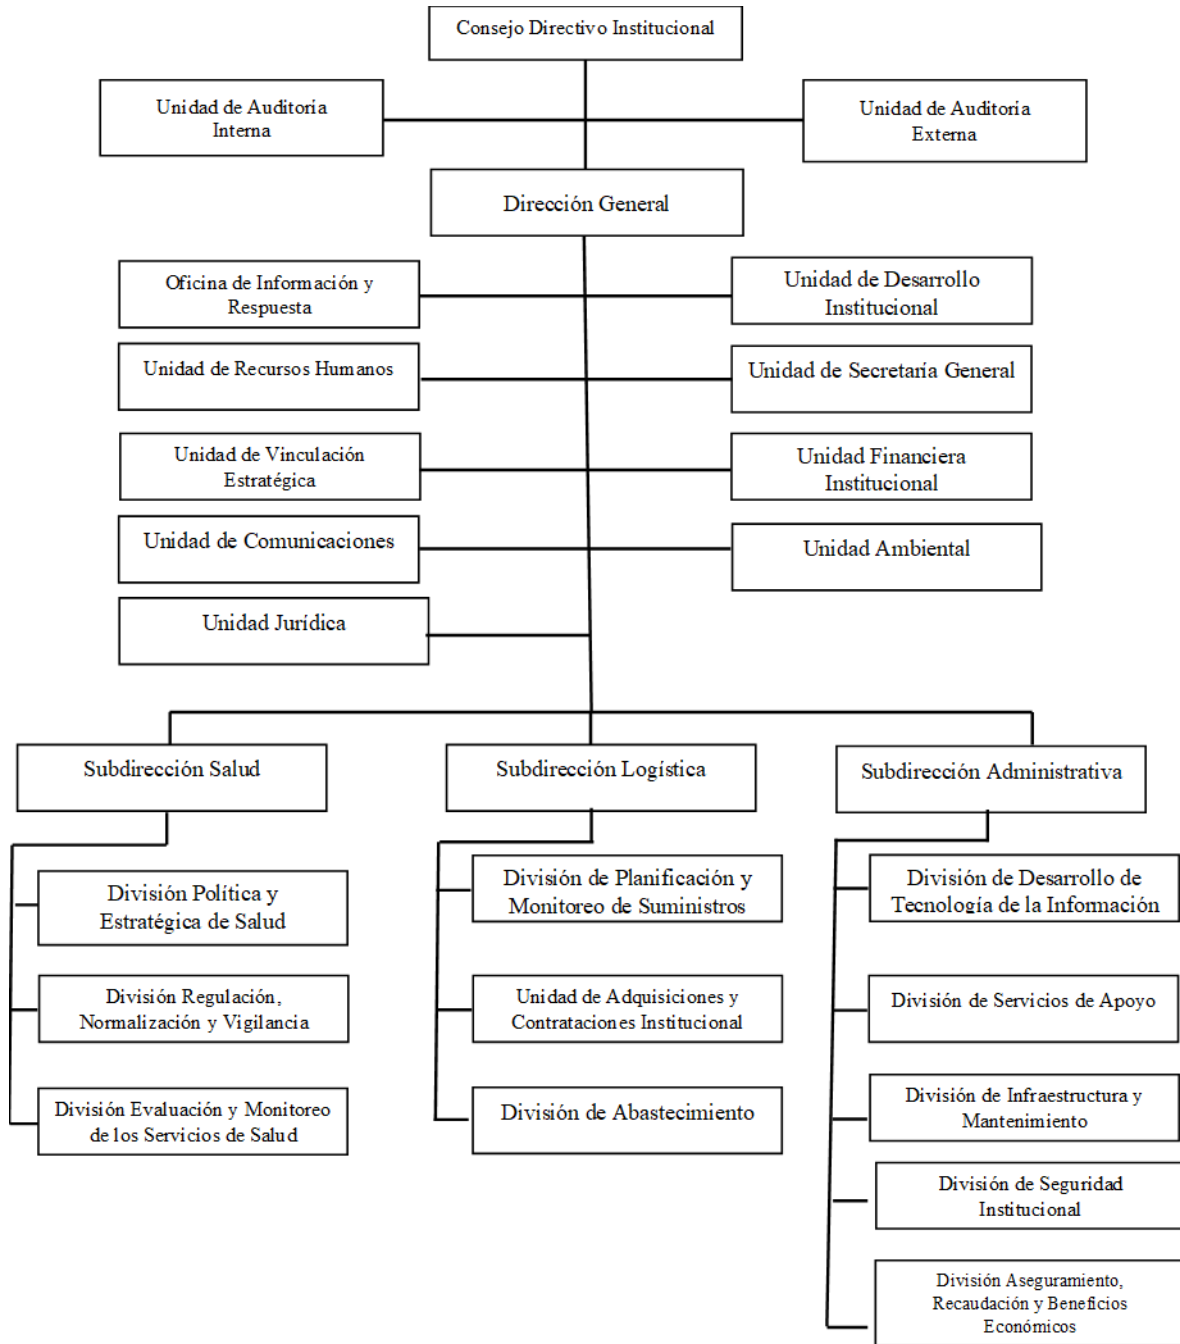 Consejo Directivo Institucional
Unidad de Auditoría
Interna
Unidad de Auditoría
Externa
Dirección General
Oficina de Información y
Respuesta
Unidad de Desarrollo
Institucional
Unidad de Recursos Humanos
Unidad de Secretaría General
Unidad de Vinculación
Estratégica
Unidad Financiera
Institucional
Unidad de Comunicaciones
Unidad Ambiental
Unidad Jurídica
Subdirección Salud
Subdirección Logística
Subdirección Administrativa
División Política y
Estratégica de Salud
División Regulación,
Normalización y Vigilancia
División Evaluación y Monitoreo
de los Servicios de Salud
División de Planificación y
Monitoreo de Suministros
Unidad de Adquisiciones y
Contrataciones Institucional
División de Abastecimiento
División de Desarrollo de
Tecnología de la Información
División de Servicios de Apoyo
División de Infraestructura y
Mantenimiento
División de Seguridad
Institucional
División Aseguramiento,
Recaudación y Beneficios
Económicos